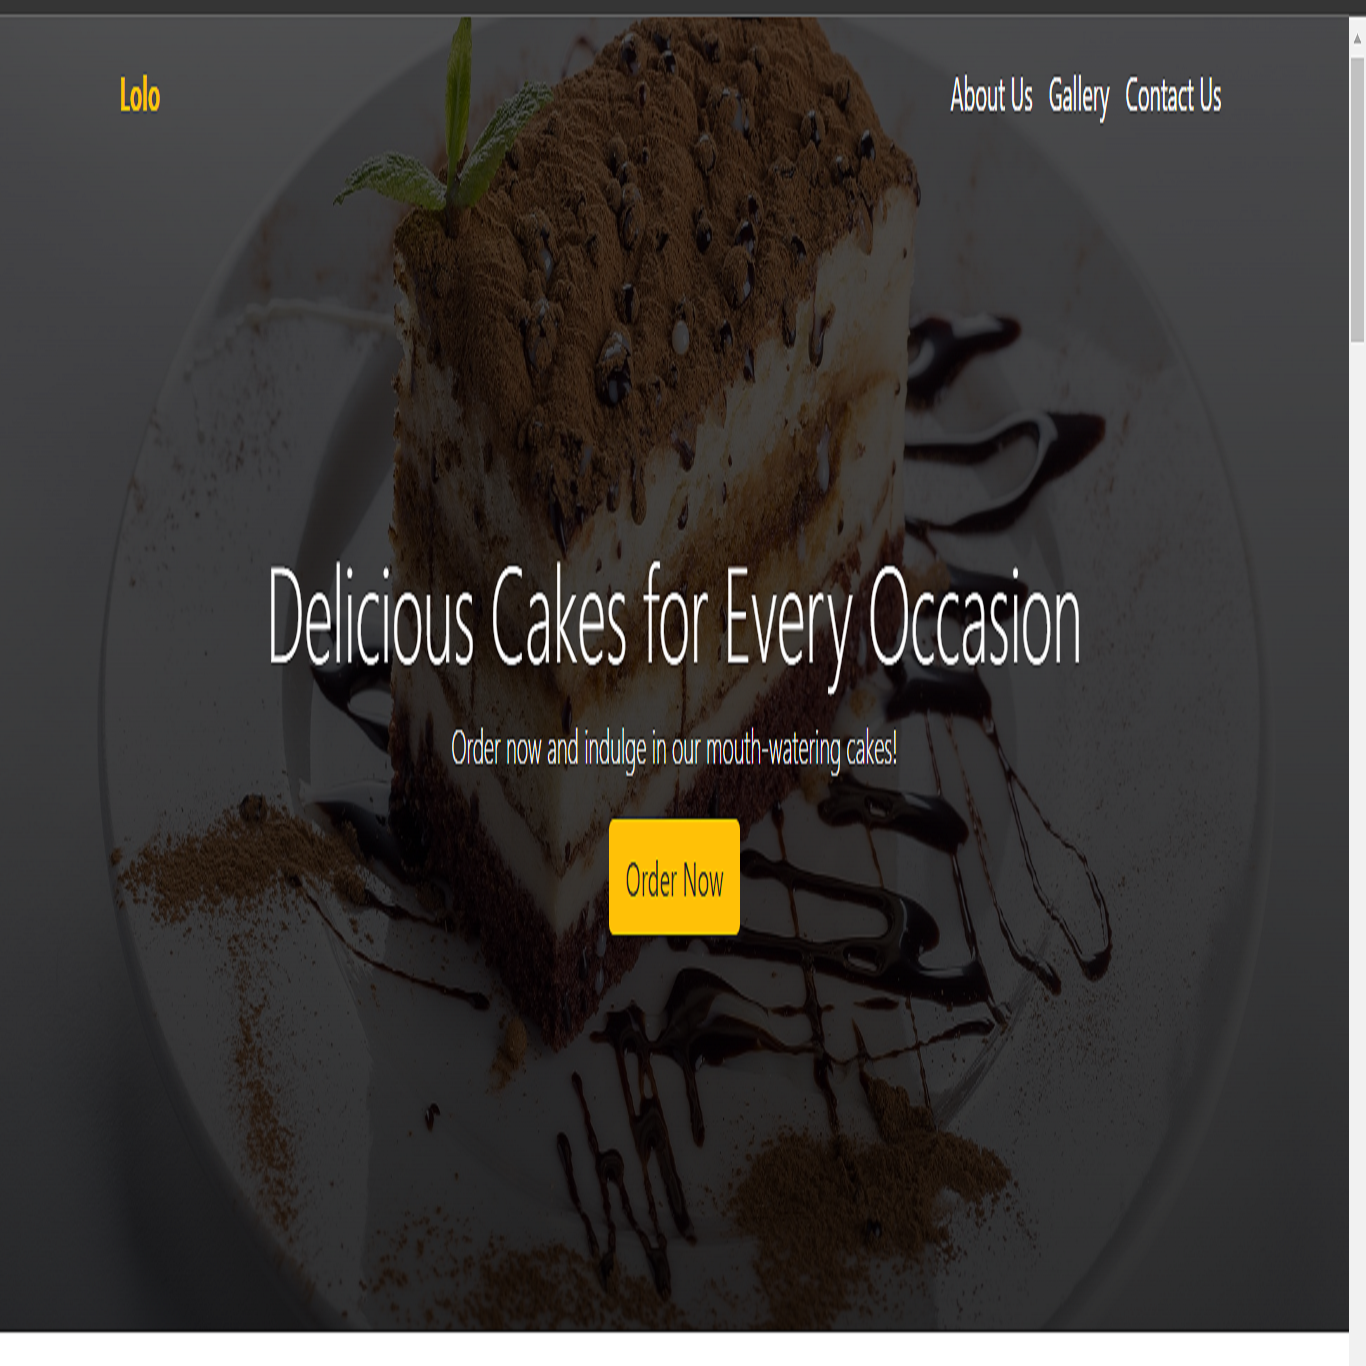 Lolo
About Us Gallery Contact Us
Delicious Cakes for Every Occasion
Order now and indulge in our mouth-watering cakes!
Order Now